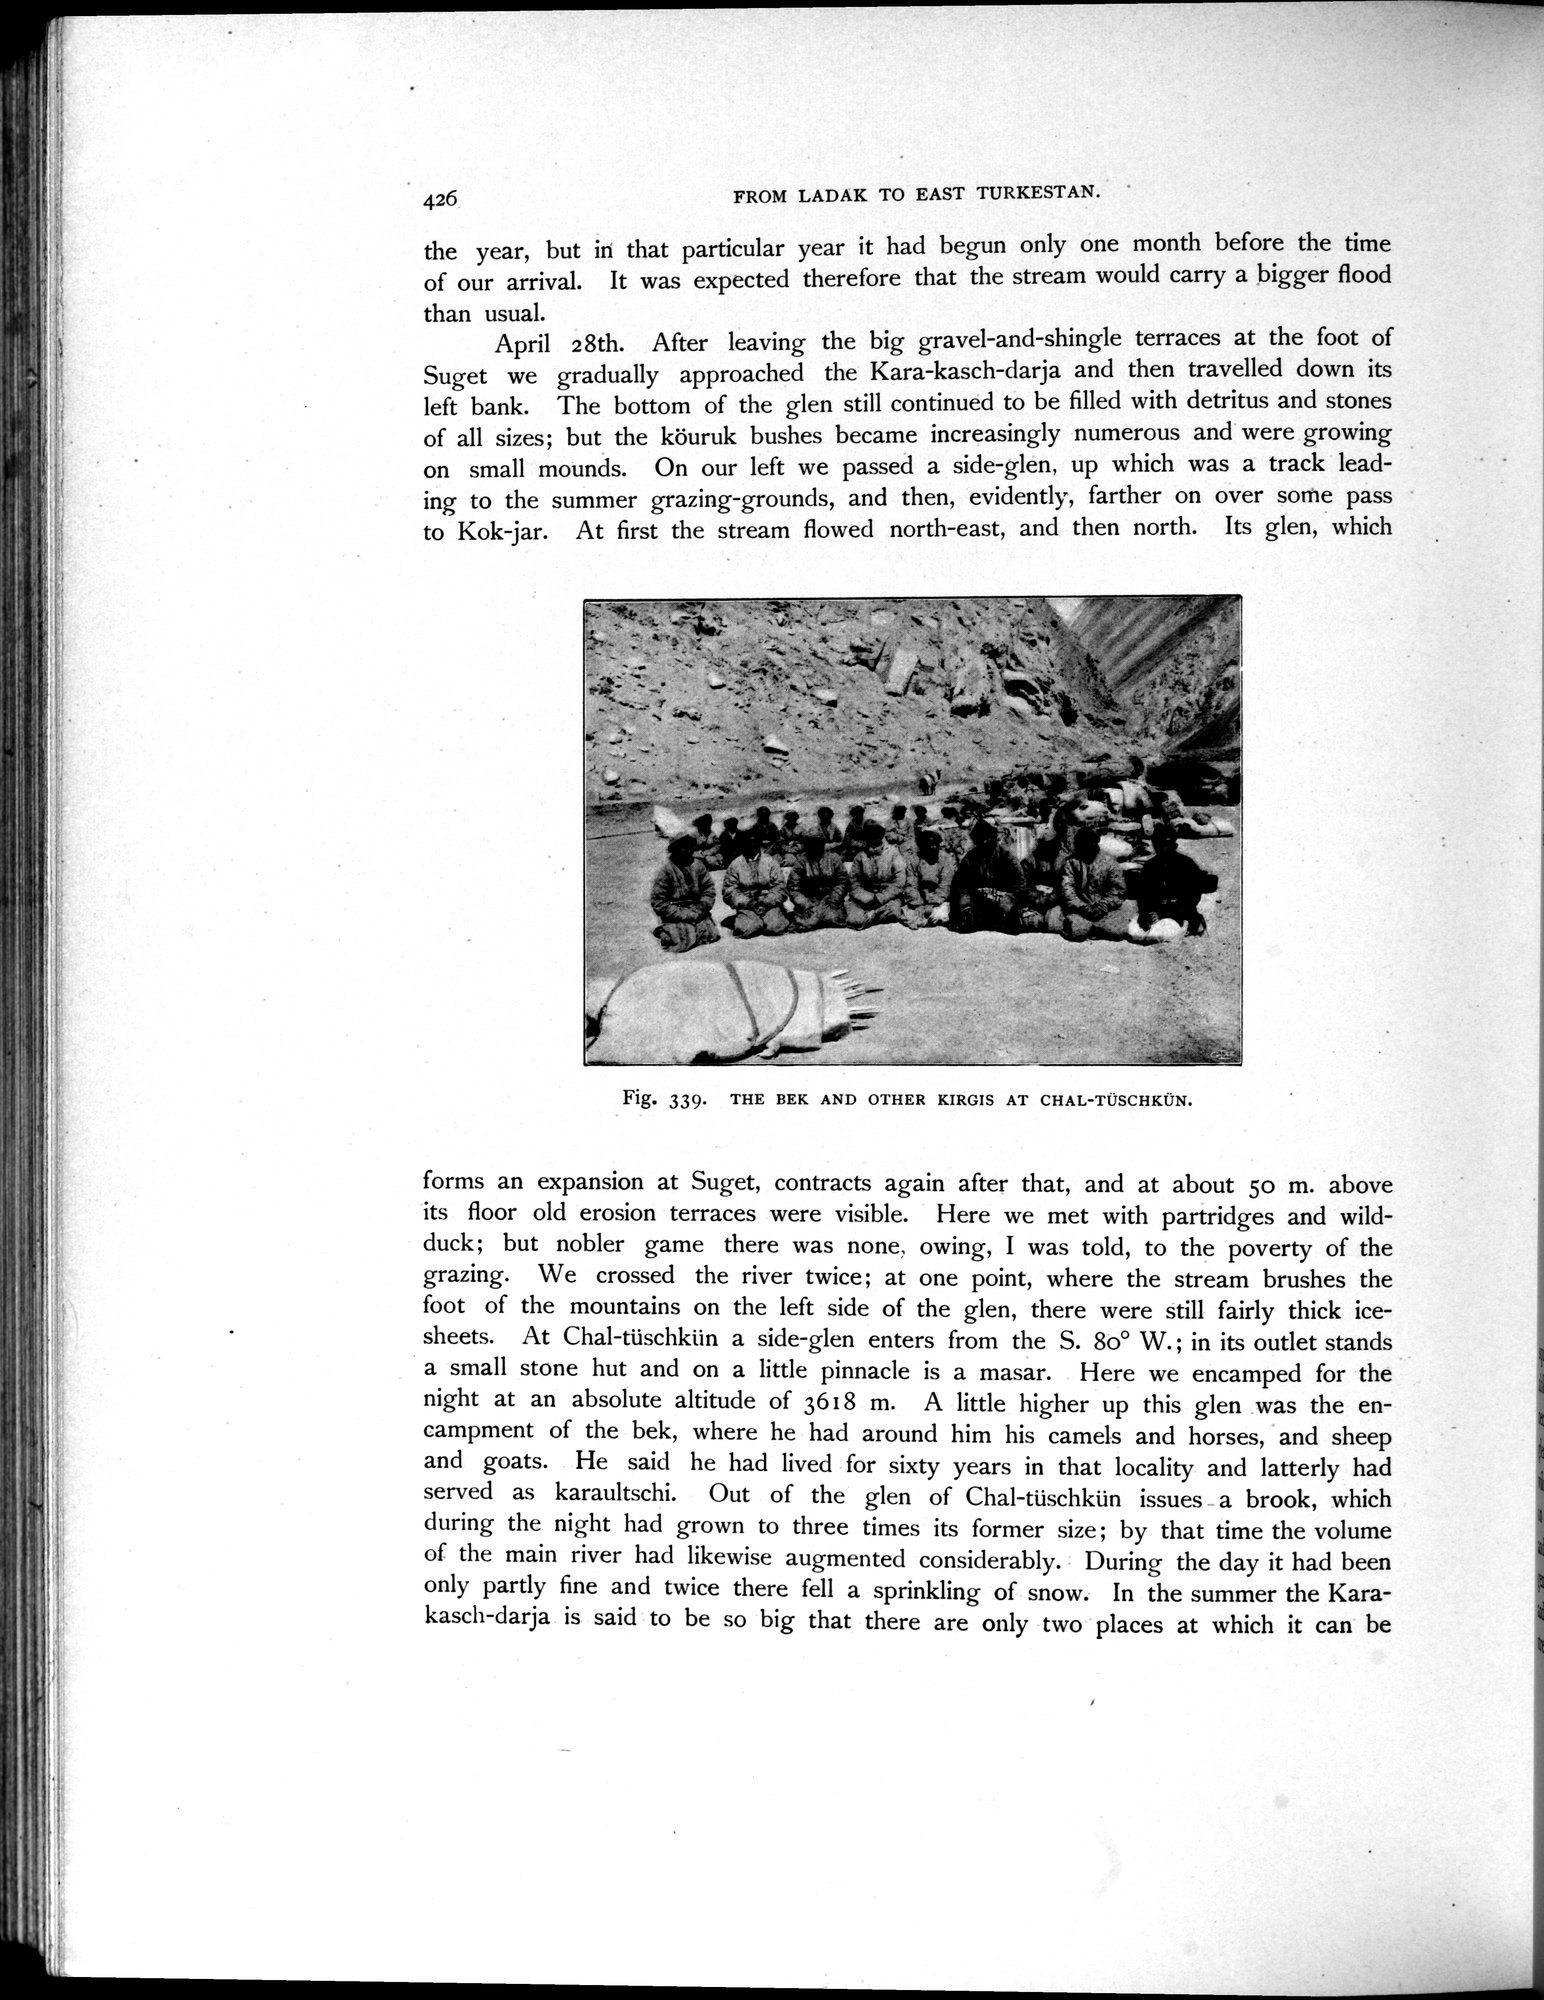 426
FROM LADAK TO EAST TURKESTAN.
the year, but in that particular year it had begun only one month before the time
of our arrival. It was expected therefore that the stream would carry a bigger flood
than usual.
April 28th. After leaving the big gravel-and-shingle terraces at the foot of
Suget we gradually approached the Kara-kasch-darja and then travelled down its
left bank. The bottom of the glen still continued to be filled with detritus and stones
of all sizes; but the köuruk bushes became increasingly numerous and were growing
on small mounds. On our left we passed a side-glen, up which was a track lead-
ing to the summer grazing-grounds, and then, evidently, farther on over some pass
to Kok-jar. At first the stream flowed north-east, and then north. Its glen, which
Fig. 339. THE BEK AND OTHER KIRGIS AT CHAL-TÜSCHKÜN.
forms an expansion at Suget, contracts again after that, and at about 50 m. above
its floor old erosion terraces were visible. Here we met with partridges and wild-
duck; but nobler game there was none, owing, I was told, to the poverty of the
grazing. We crossed the river twice; at one point, where the stream brushes the
foot of the mountains on the left side of the glen, there were still fairly thick ice-
sheets. At Chal-tüschkün a side-glen enters from the S. 80° W.; in its outlet stands
a small stone hut and on a little pinnacle is a masar. Here we encamped for the
night at an absolute altitude of 3618 m. A little higher up this glen was the en-
campment of the bek, where he had around him his camels and horses, and sheep
and goats. He said he had lived for sixty years in that locality and latterly had
served as karaultschi. Out of the glen of Chal-tüschkün issues a brook, which
during the night had grown to three times its former size; by that time the volume
of the main river had likewise augmented considerably. During the day it had been
only partly fine and twice there fell a sprinkling of snow. In the summer the Kara-
kasch-darja is said to be so big that there are only two places at which it can be